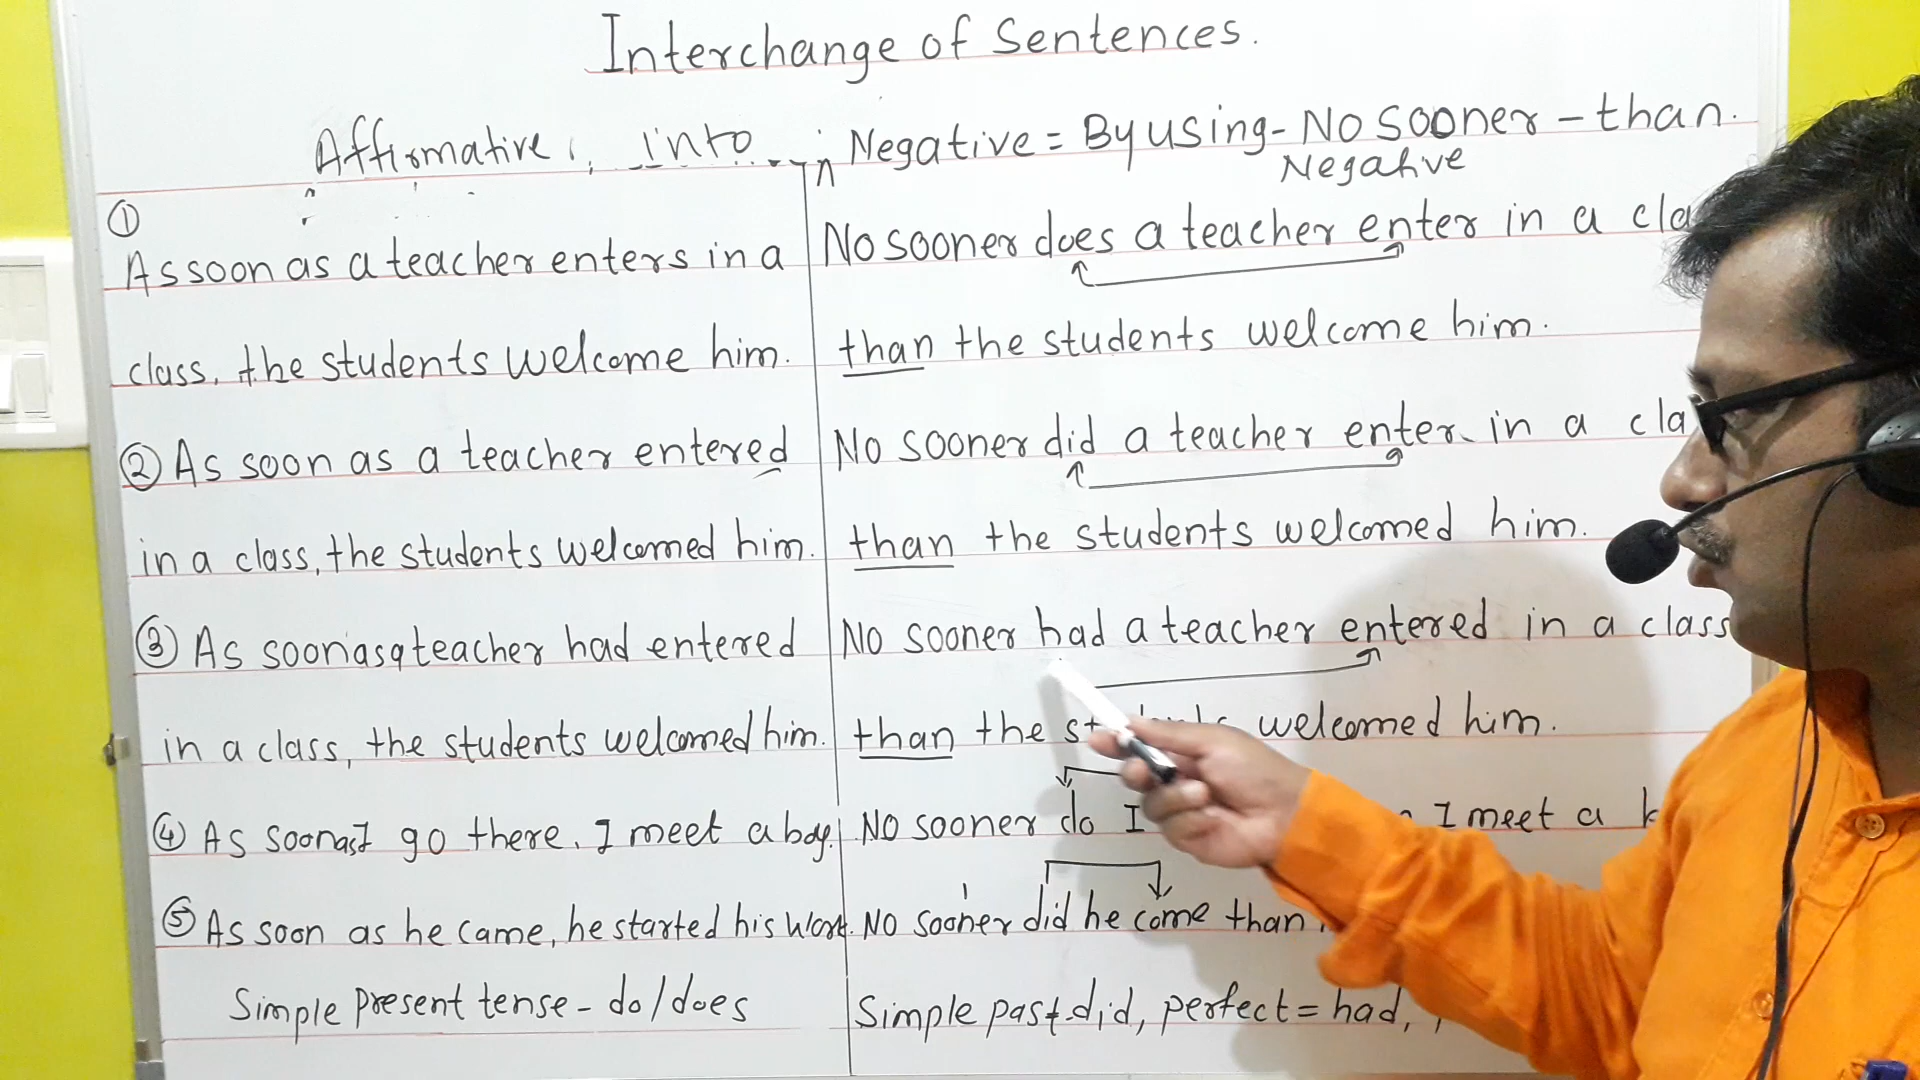 Interchange of Sentences.
Affirmative, into Negative = By using - No sooner - than.
Negative
①
As soon as a teacher enters in a
class, the students welcome him.
② As soon as a teacher entered
in a class, the students welcomed him.
③ As soon as a teacher had entered
in a class, the students welcomed him.
④ As soon as I go there, I meet a boy.
⑤ As soon as he came, he started his work.
Simple present tense - do/does
No sooner does a teacher enter in a cla
than the students welcome him.
No sooner did a teacher enter in a cla
than the students welcomed him.
No sooner had a teacher entered in a class
than the welcomed him.
No sooner do I I meet a
No sooner did he come than
Simple past - did, perfect = had,